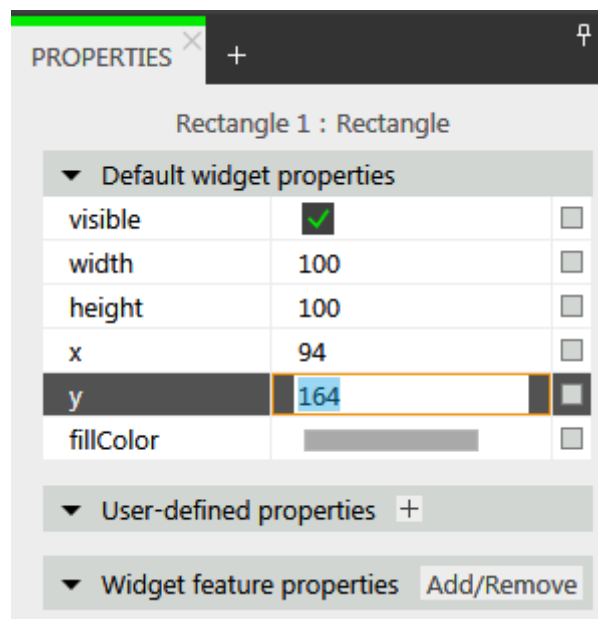 PROPERTIES +
Rectangle 1 : Rectangle
Default widget properties
visible
width 100
height 100
x 94
y 164
fillColor
User-defined properties +
Widget feature properties Add/Remove